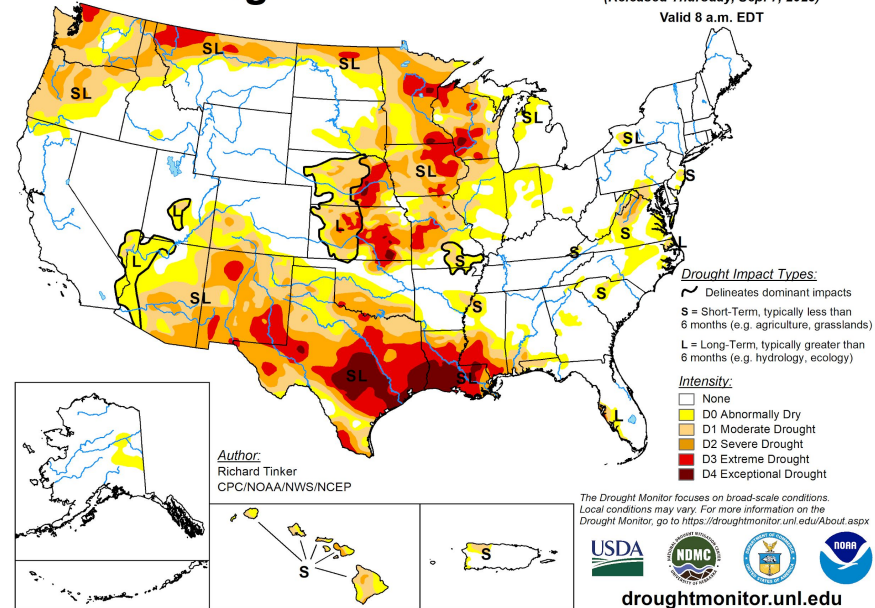 Valid 8 a.m. EDT
SL
SL
SL
SL
SL
S
SL
L
L
S
L
L
S
S
SL
S
S
SL
SL
L
Drought Impact Types:
Delineates dominant impacts
S = Short-Term, typically less than
6 months (e.g. agriculture, grasslands)
L = Long-Term, typically greater than
6 months (e.g. hydrology, ecology)
Intensity:
None
D0 Abnormally Dry
D1 Moderate Drought
D2 Severe Drought
D3 Extreme Drought
D4 Exceptional Drought
Author:
Richard Tinker
CPC/NOAA/NWS/NCEP
S
S
The Drought Monitor focuses on broad-scale conditions.
Local conditions may vary. For more information on the
Drought Monitor, go to https://droughtmonitor.unl.edu/About.aspx
USDA
NDMC
NOAA
droughtmonitor.unl.edu